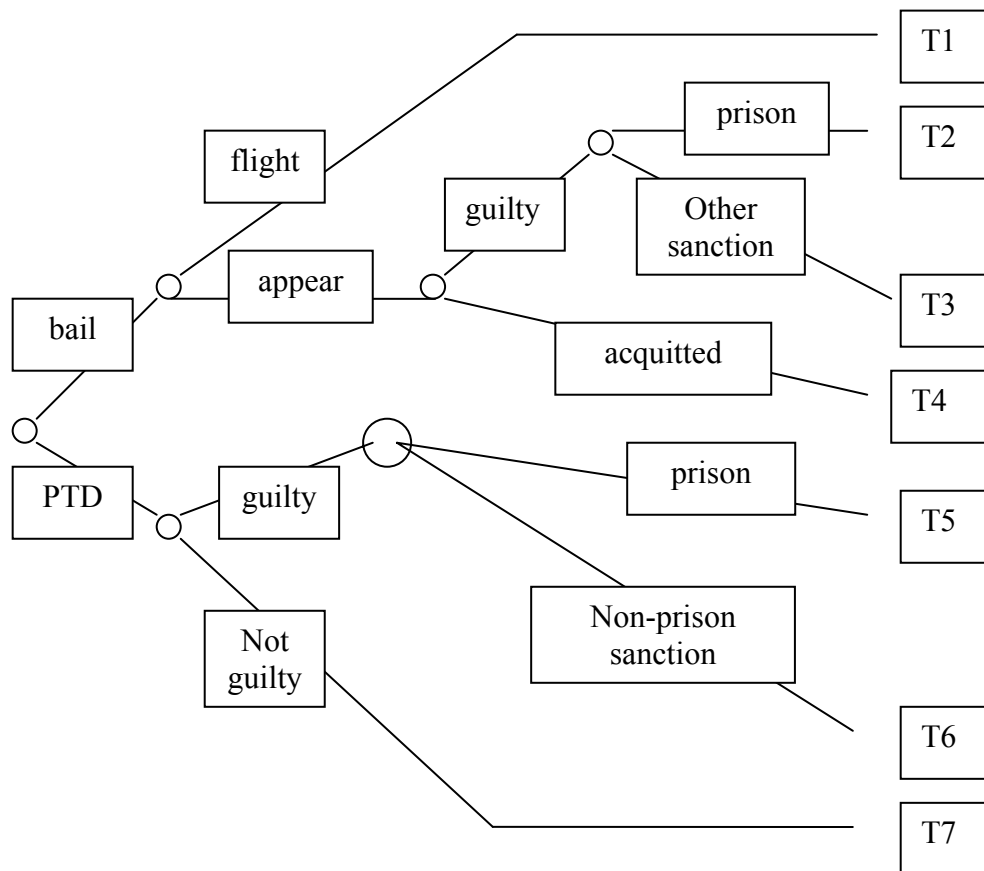 T1
prison
T2
flight
guilty
Other
sanction
appear
T3
bail
acquitted
T4
PTD
guilty
prison
T5
Non-prison
sanction
Not
guilty
T6
T7